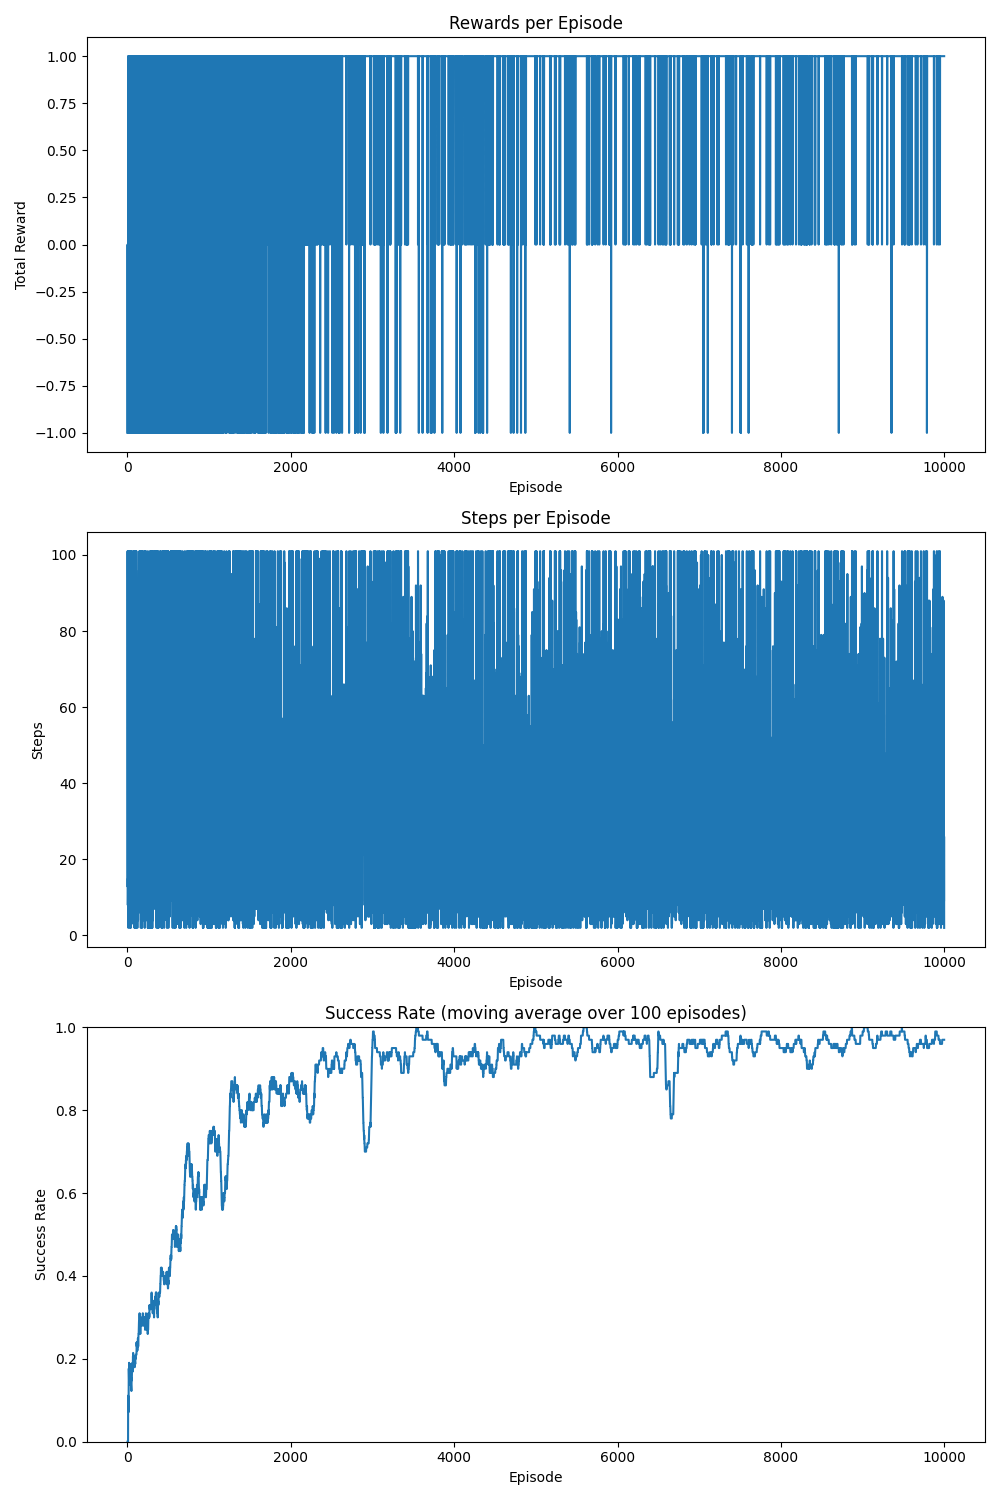 Rewards per Episode
1.00
0.75
0.50
0.25
0.00
−0.25
−0.50
−0.75
−1.00
Total Reward
0 2000 4000 6000 8000 10000
Episode
Steps per Episode
100
80
60
40
20
0
Steps
0 2000 4000 6000 8000 10000
Episode
Success Rate (moving average over 100 episodes)
1.0
0.8
0.6
0.4
0.2
0.0
Success Rate
0 2000 4000 6000 8000 10000
Episode